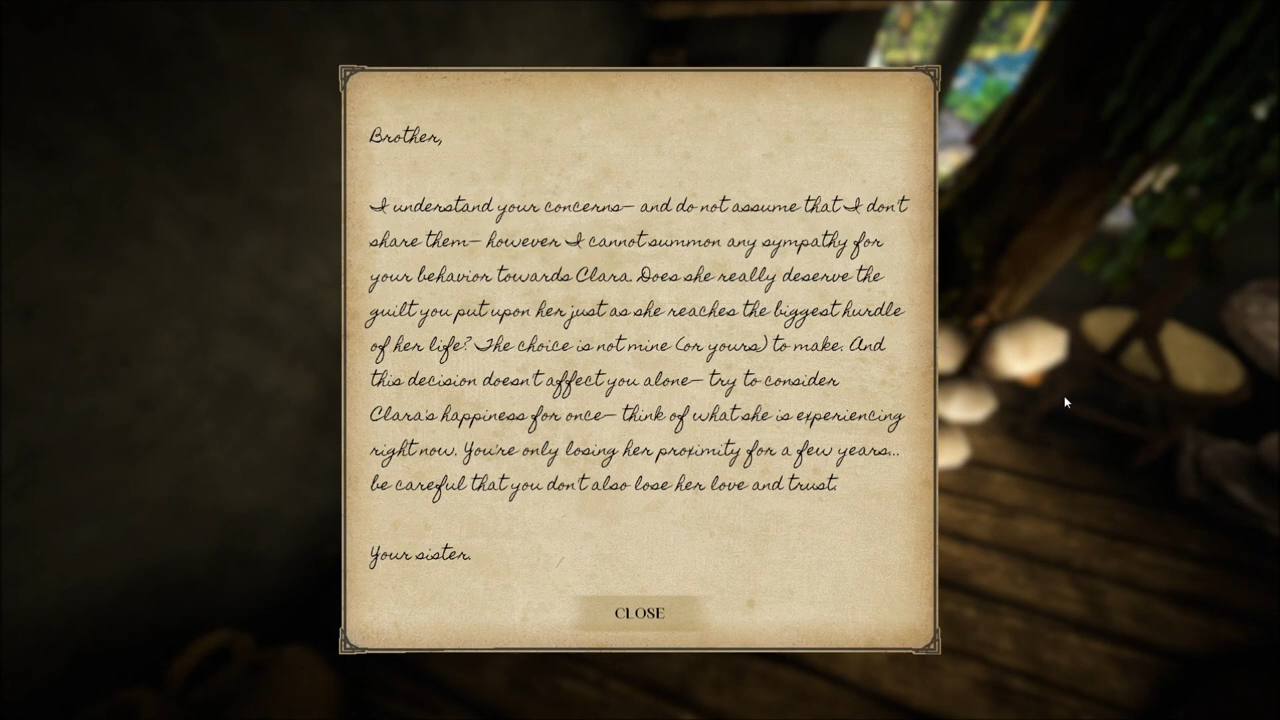 Brother,
I understand your concerns— and do not assume that I don't
share them— however I cannot summon any sympathy for
your behavior towards Clara. Does she really deserve the
guilt you put upon her just as she reaches the biggest hurdle
of her life? The choice is not mine (or yours) to make. And
this decision doesn't affect you alone— try to consider
Clara's happiness for once— think of what she is experiencing
right now. You're only losing her proximity for a few years...
be careful that you don't also lose her love and trust.
Your sister.
CLOSE